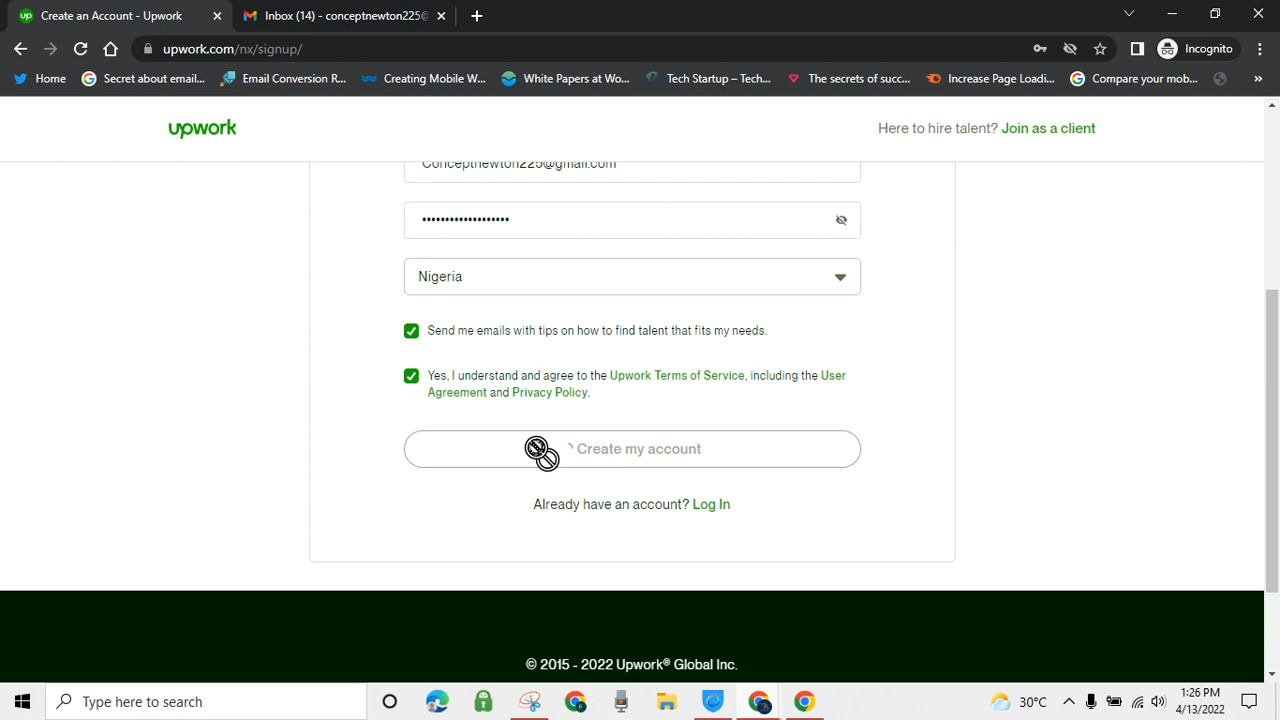 Create an Account - Upwork
Inbox (14) - conceptnewton225@
upwork.com/nx/signup/
Incognito
Home
Secret about email...
Email Conversion R...
Creating Mobile W...
White Papers at Wo...
Tech Startup – Tech...
The secrets of succ...
Increase Page Loadi...
Compare your mob...
»
upwork
Here to hire talent? Join as a client
Conceptnewton225@gmail.com
•••••••••••••••••••
Nigeria
Send me emails with tips on how to find talent that fits my needs.
Yes, I understand and agree to the Upwork Terms of Service, including the User
Agreement and Privacy Policy.
Create my account
Already have an account? Log In
© 2015 - 2022 Upwork® Global Inc.
Type here to search
30°C
1:26 PM
4/13/2022